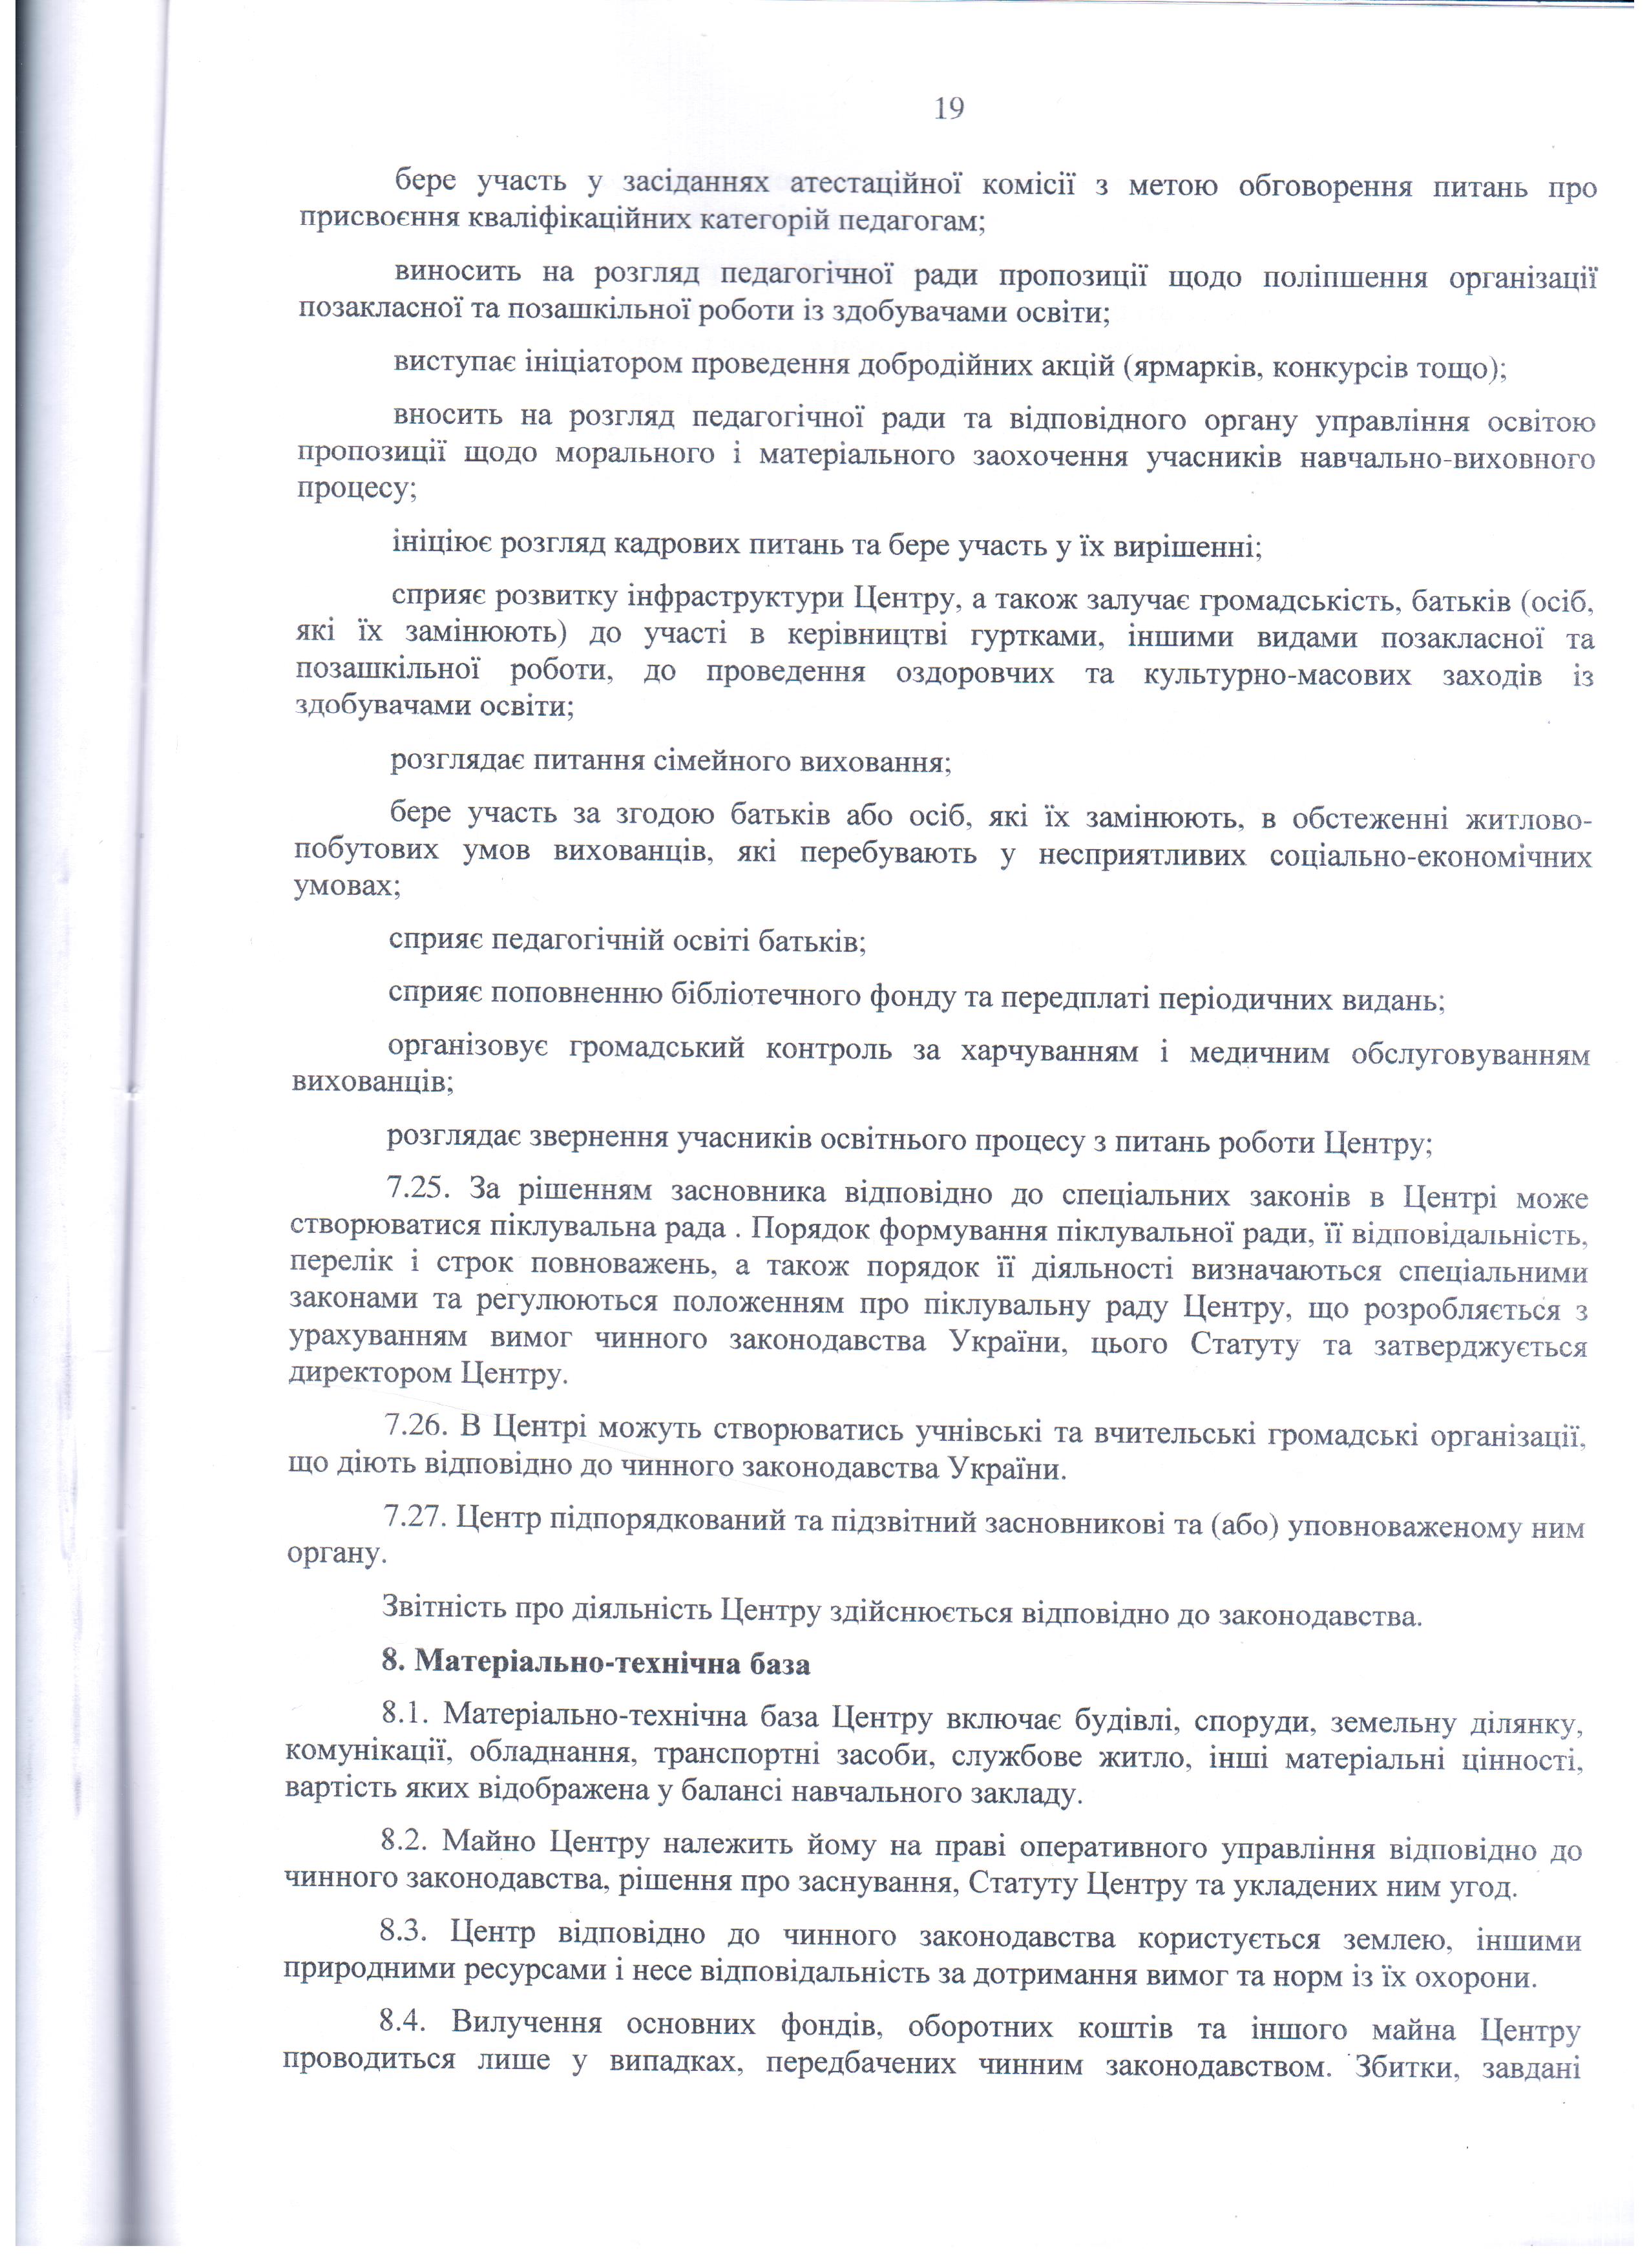 19
бере участь у засіданнях атестаційної комісії з метою обговорення питань про
присвоєння кваліфікаційних категорій педагогам;
виносить на розгляд педагогічної ради пропозиції щодо поліпшення організації
позакласної та позашкільної роботи із здобувачами освіти;
виступає ініціатором проведення добродійних акцій (ярмарків, конкурсів тощо);
вносить на розгляд педагогічної ради та відповідного органу управління освітою
пропозиції щодо морального і матеріального заохочення учасників навчально-виховного
процесу;
ініціює розгляд кадрових питань та бере участь у їх вирішенні;
сприяє розвитку інфраструктури Центру, а також залучає громадськість, батьків (осіб,
які їх замінюють) до участі в керівництві гуртками, іншими видами позакласної та
позашкільної роботи, до проведення оздоровчих та культурно-масових заходів із
здобувачами освіти;
розглядає питання сімейного виховання;
бере участь за згодою батьків або осіб, які їх замінюють, в обстеженні житлово-
побутових умов вихованців, які перебувають у несприятливих соціально-економічних
умовах;
сприяє педагогічній освіті батьків;
сприяє поповненню бібліотечного фонду та передплаті періодичних видань;
організовує громадський контроль за харчуванням і медичним обслуговуванням
вихованців;
розглядає звернення учасників освітнього процесу з питань роботи Центру;
7.25. За рішенням засновника відповідно до спеціальних законів в Центрі може
створюватися піклувальна рада . Порядок формування піклувальної ради, її відповідальність,
перелік і строк повноважень, а також порядок її діяльності визначаються спеціальними
законами та регулюються положенням про піклувальну раду Центру, що розробляється з
урахуванням вимог чинного законодавства України, цього Статуту та затверджується
директором Центру.
7.26. В Центрі можуть створюватись учнівські та вчительські громадські організації,
що діють відповідно до чинного законодавства України.
7.27. Центр підпорядкований та підзвітний засновникові та (або) уповноваженому ним
органу.
Звітність про діяльність Центру здійснюється відповідно до законодавства.
8. Матеріально-технічна база
8.1. Матеріально-технічна база Центру включає будівлі, споруди, земельну ділянку,
комунікації, обладнання, транспортні засоби, службове житло, інші матеріальні цінності,
вартість яких відображена у балансі навчального закладу.
8.2. Майно Центру належить йому на праві оперативного управління відповідно до
чинного законодавства, рішення про заснування, Статуту Центру та укладених ним угод.
8.3. Центр відповідно до чинного законодавства користується землею, іншими
природними ресурсами і несе відповідальність за дотримання вимог та норм із їх охорони.
8.4. Вилучення основних фондів, оборотних коштів та іншого майна Центру
проводиться лише у випадках, передбачених чинним законодавством. Збитки, завдані